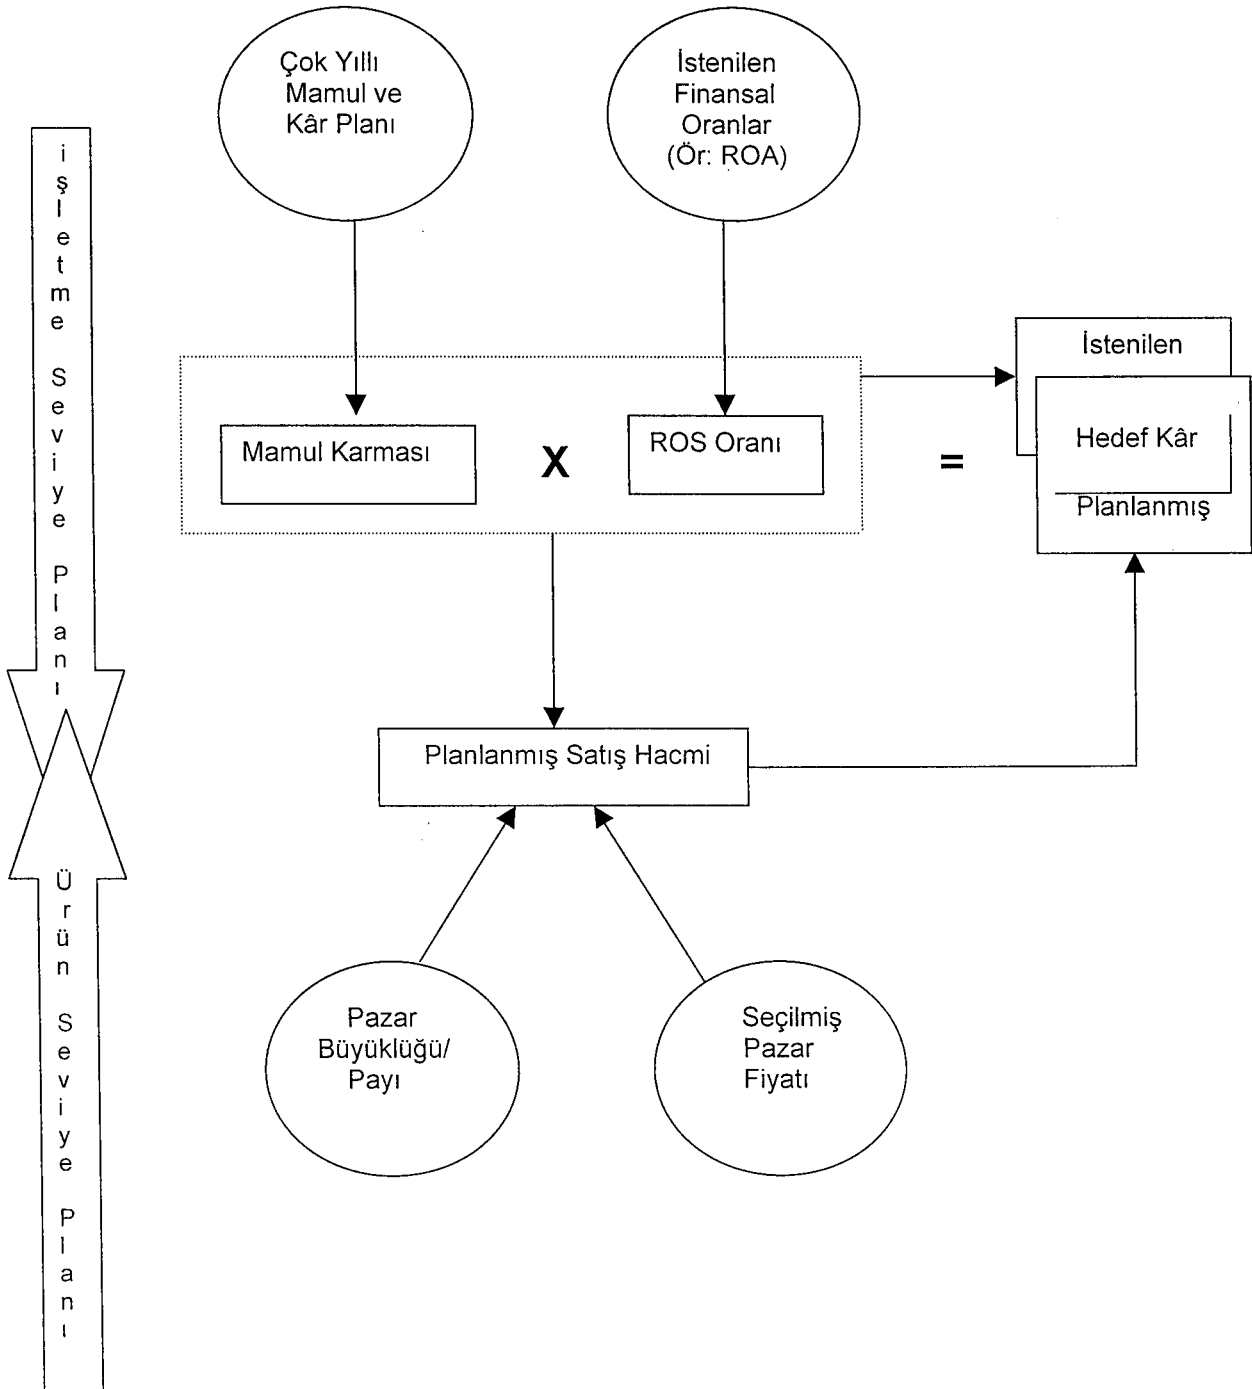 Çok Yıllı
Mamul ve
Kâr Planı
İstenilen
Finansal
Oranlar
(Ör: ROA)
işletme Seviye Planı
İstenilen
Hedef Kâr
Planlanmış
Mamul Karması
X
ROS Oranı
=
Planlanmış Satış Hacmi
Ürün Seviye Planı
Pazar
Büyüklüğü/
Payı
Seçilmiş
Pazar
Fiyatı